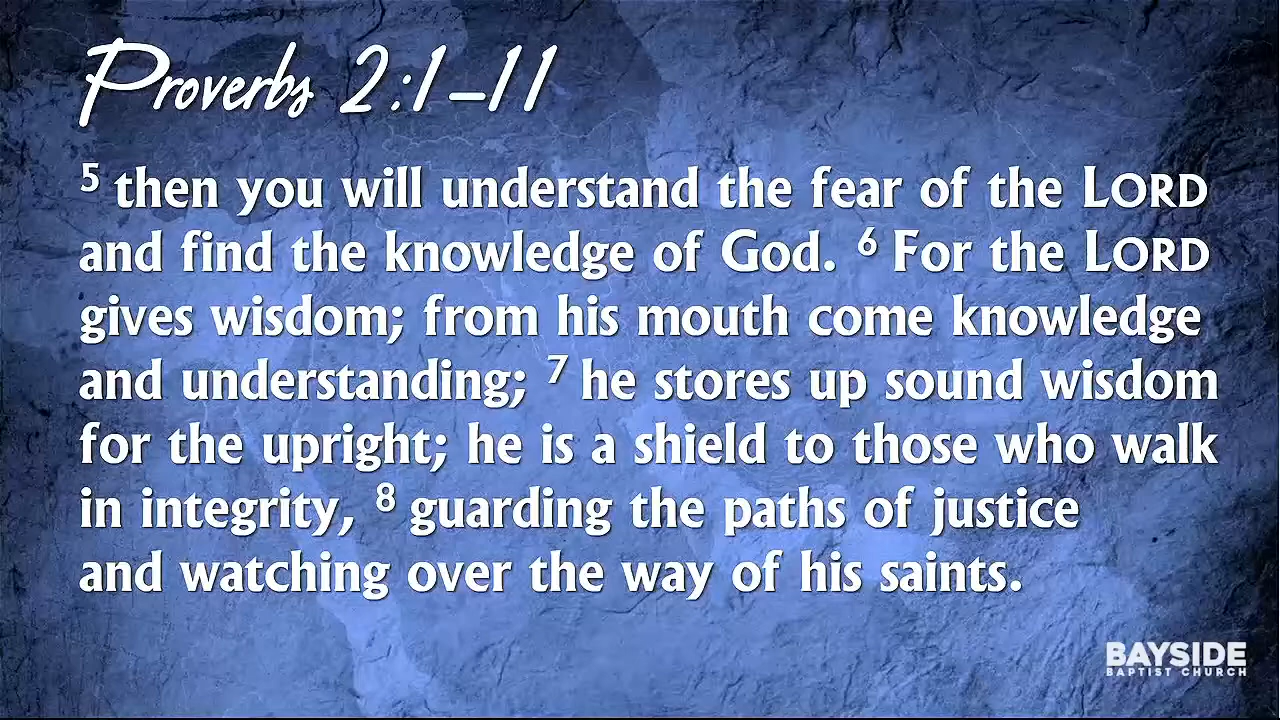 Proverbs 2:1–11
5 then you will understand the fear of the LORD
and find the knowledge of God. 6 For the LORD
gives wisdom; from his mouth come knowledge
and understanding; 7 he stores up sound wisdom
for the upright; he is a shield to those who walk
in integrity, 8 guarding the paths of justice
and watching over the way of his saints.
BAYSIDE
BAPTIST CHURCH